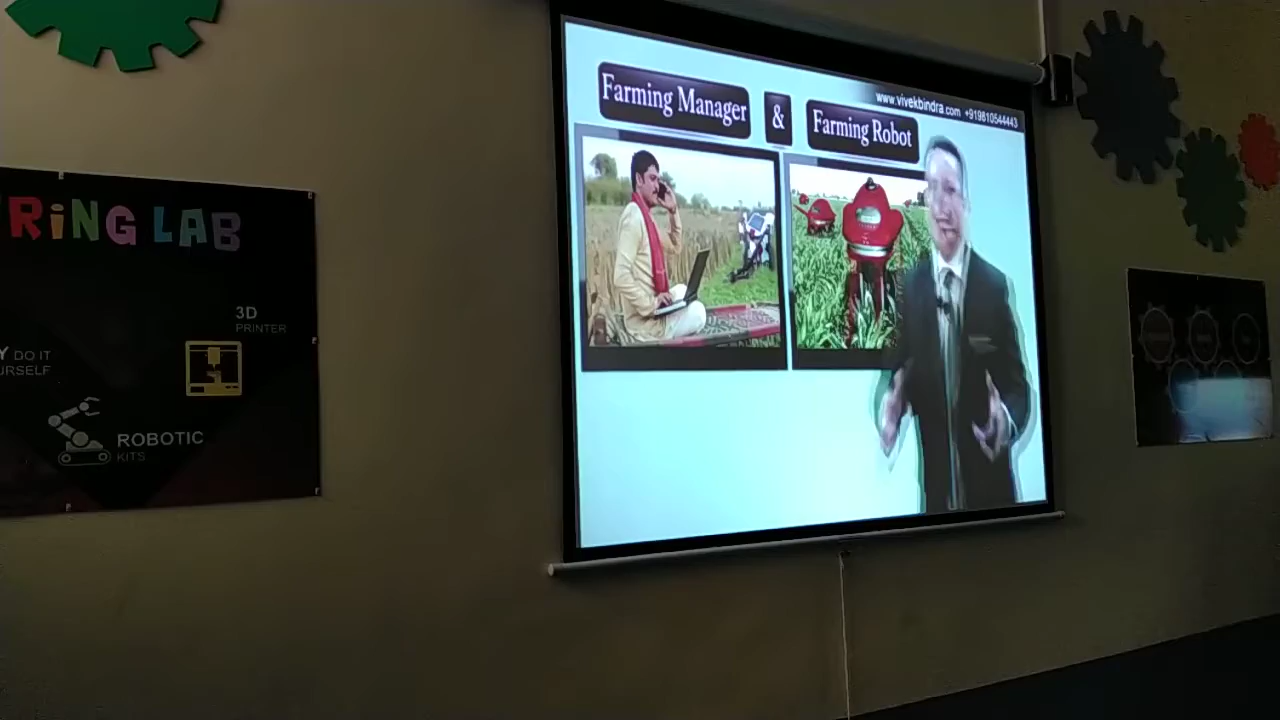 RiNG LAB
3D
PRINTER
Y DO IT
URSELF
ROBOTIC
KITS
Farming Manager
&
Farming Robot
www.vivekbindra.com +919810544443